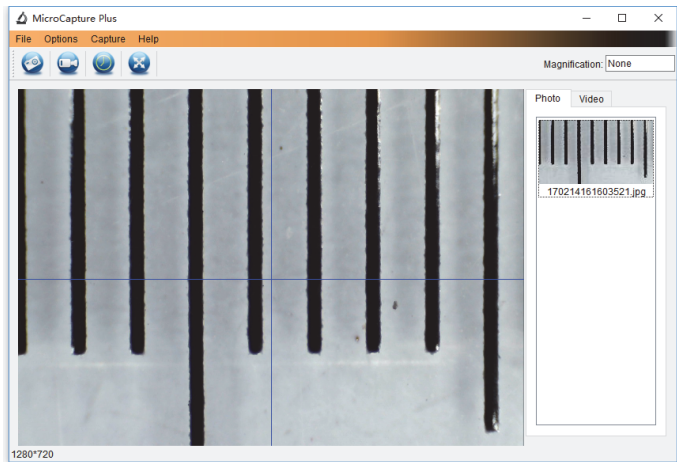 MicroCapture Plus
File Options Capture Help
Magnification: None
Photo Video
170214161603521.jpg
1280*720